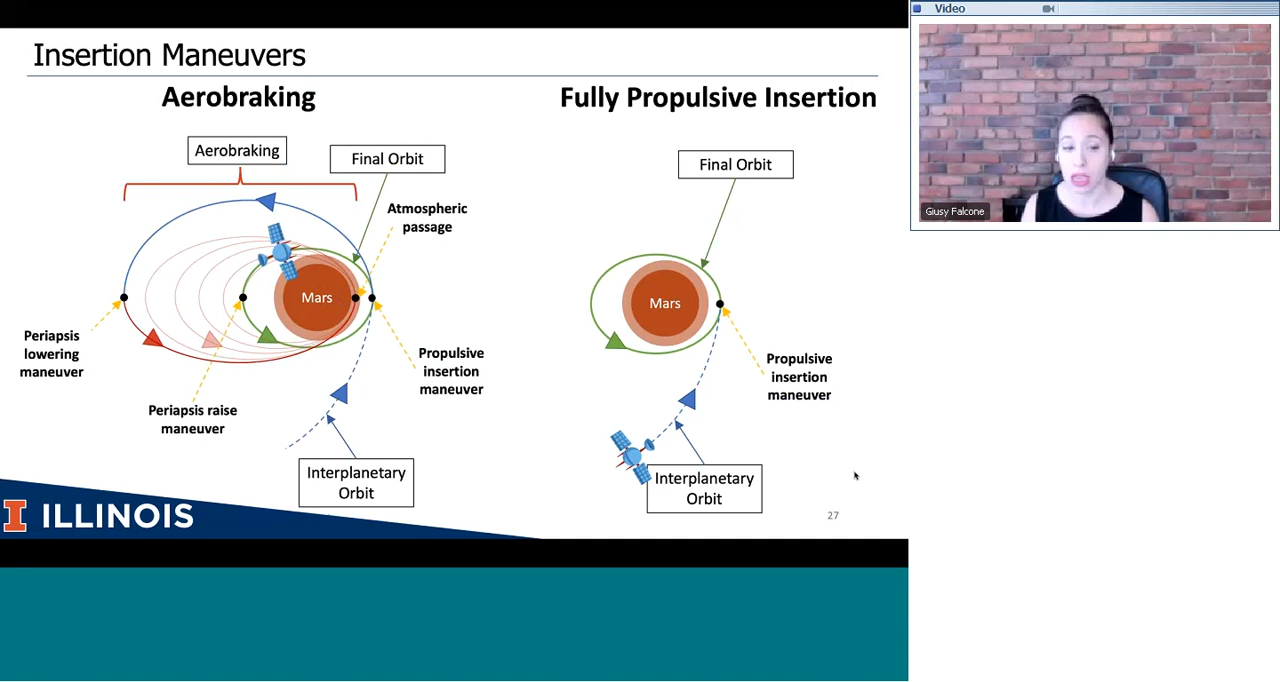 Insertion Maneuvers
Aerobraking
Fully Propulsive Insertion
Aerobraking
Final Orbit
Atmospheric
passage
Mars
Periapsis
lowering
maneuver
Periapsis raise
maneuver
Propulsive
insertion
maneuver
Interplanetary
Orbit
Final Orbit
Mars
Propulsive
insertion
maneuver
Interplanetary
Orbit
I ILLINOIS
27
Video
Giusy Falcone